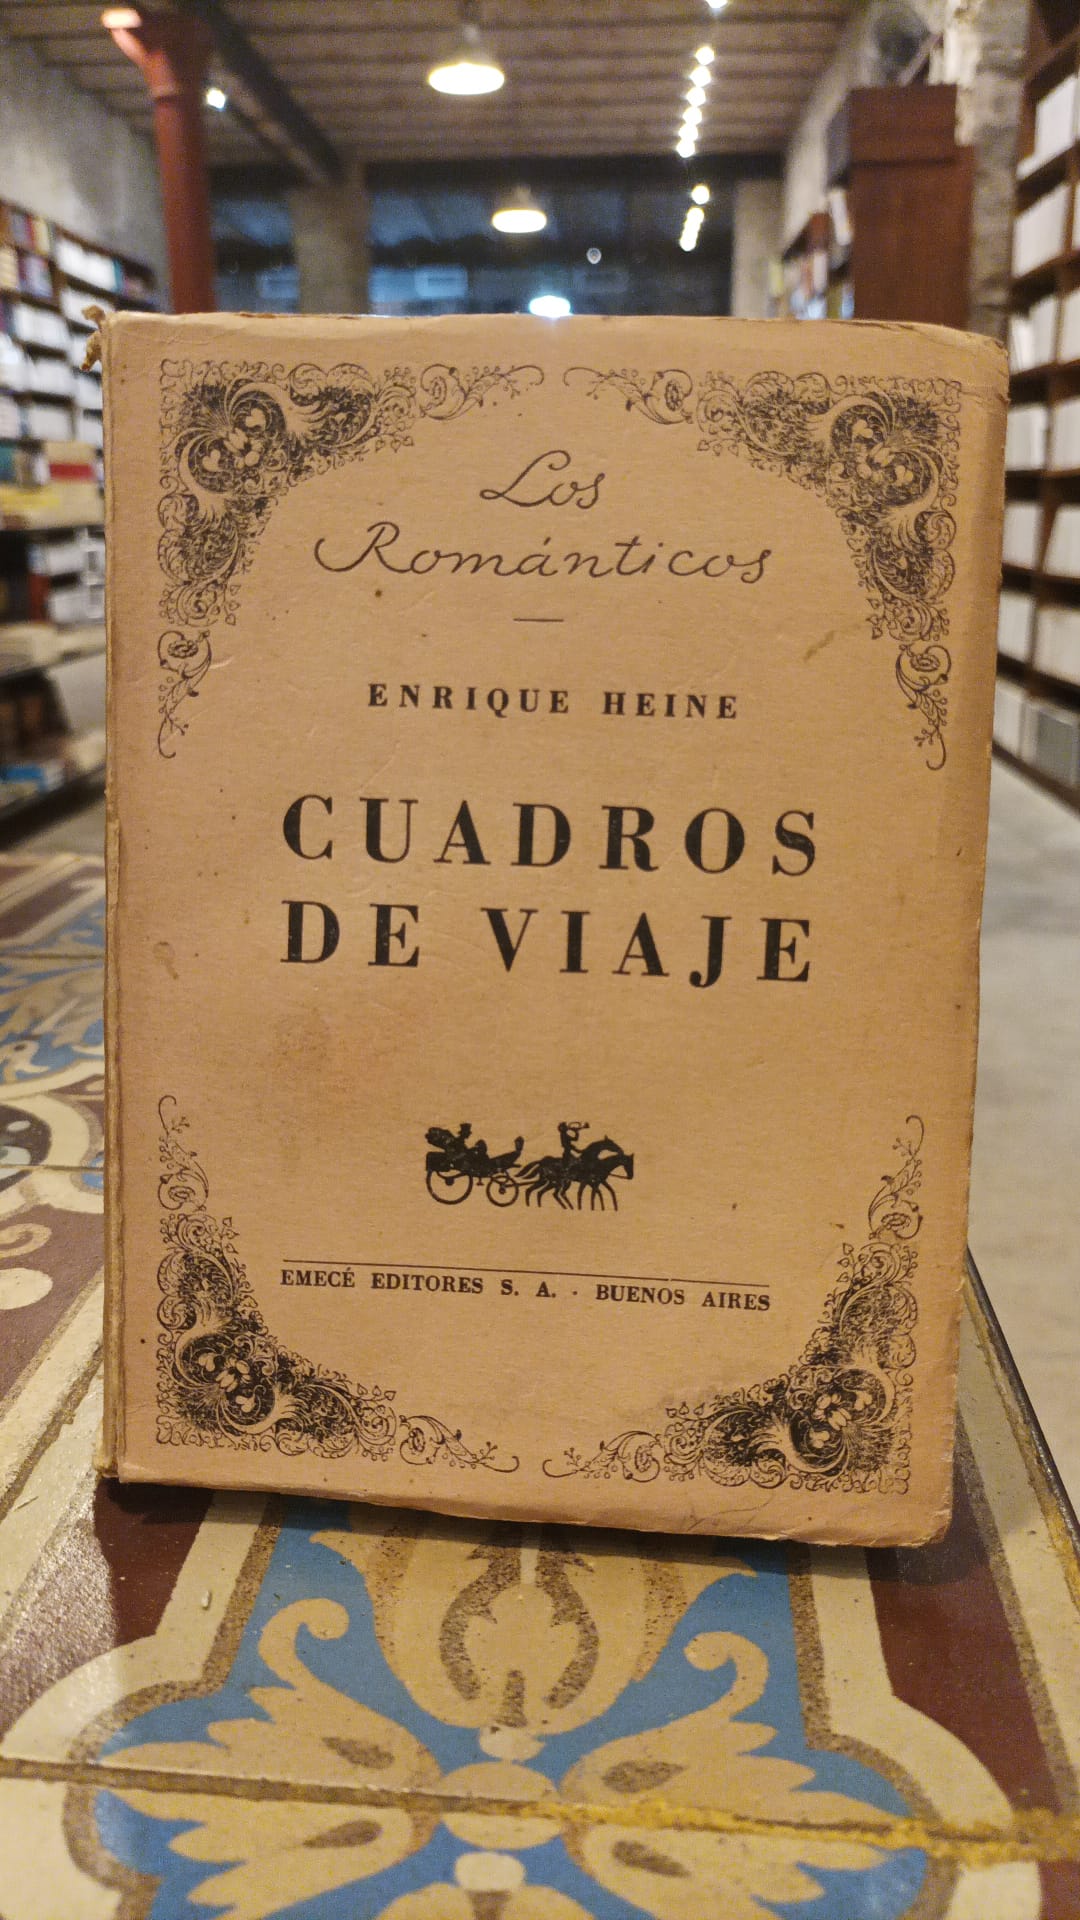 Los
Románticos
ENRIQUE HEINE
CUADROS
DE VIAJE
EMECÉ EDITORES S. A. · BUENOS AIRES